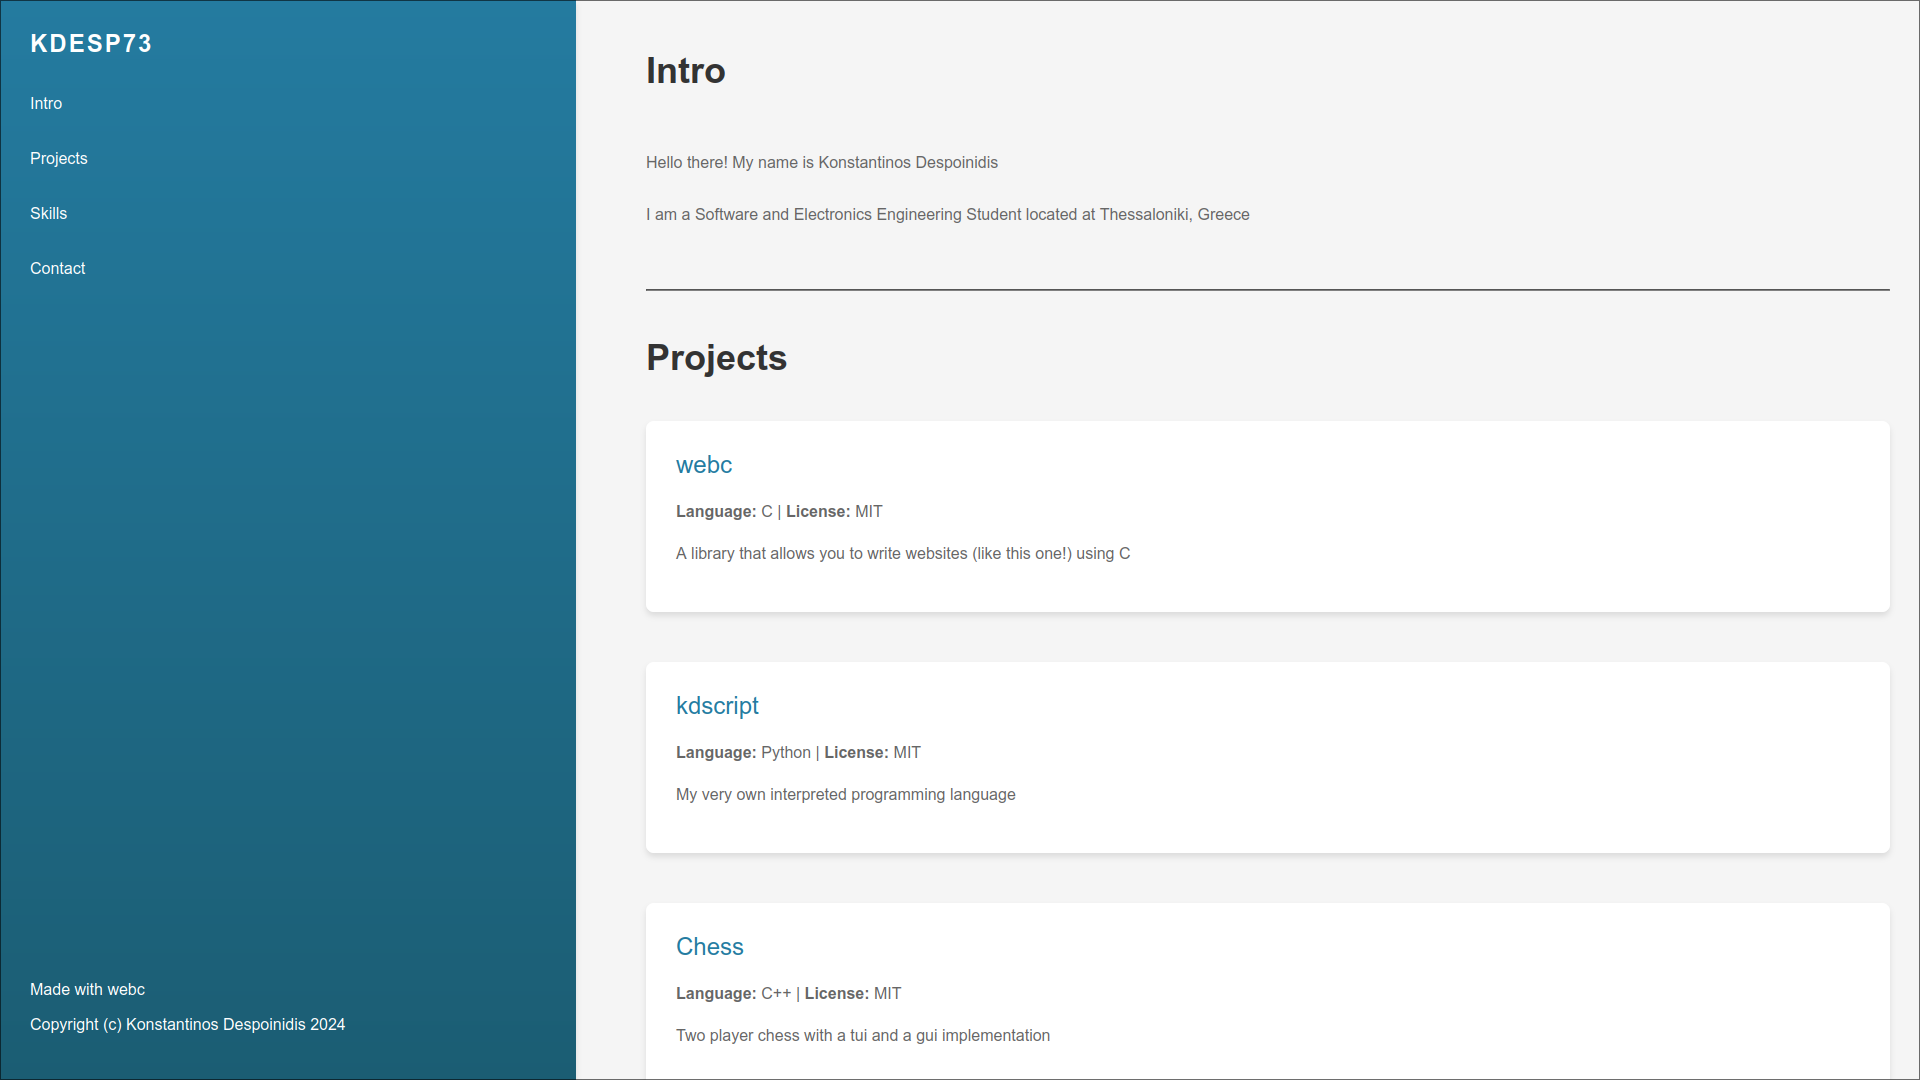 KDESP73
Intro
Projects
Skills
Contact
Made with webc
Copyright (c) Konstantinos Despoinidis 2024
Intro
Hello there! My name is Konstantinos Despoinidis
I am a Software and Electronics Engineering Student located at Thessaloniki, Greece
Projects
webc
Language: C | License: MIT
A library that allows you to write websites (like this one!) using C
kdscript
Language: Python | License: MIT
My very own interpreted programming language
Chess
Language: C++ | License: MIT
Two player chess with a tui and a gui implementation